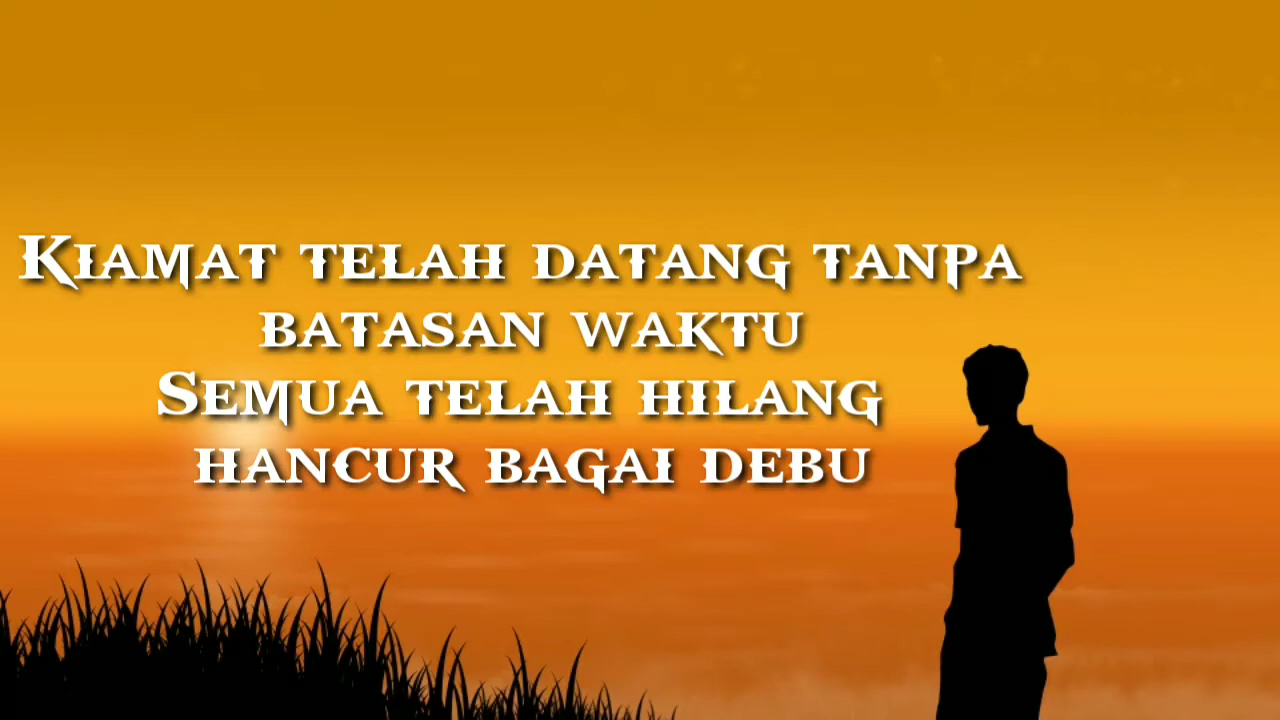 Kiamat telah datang tanpa
batasan waktu
Semua telah hilang
hancur bagai debu